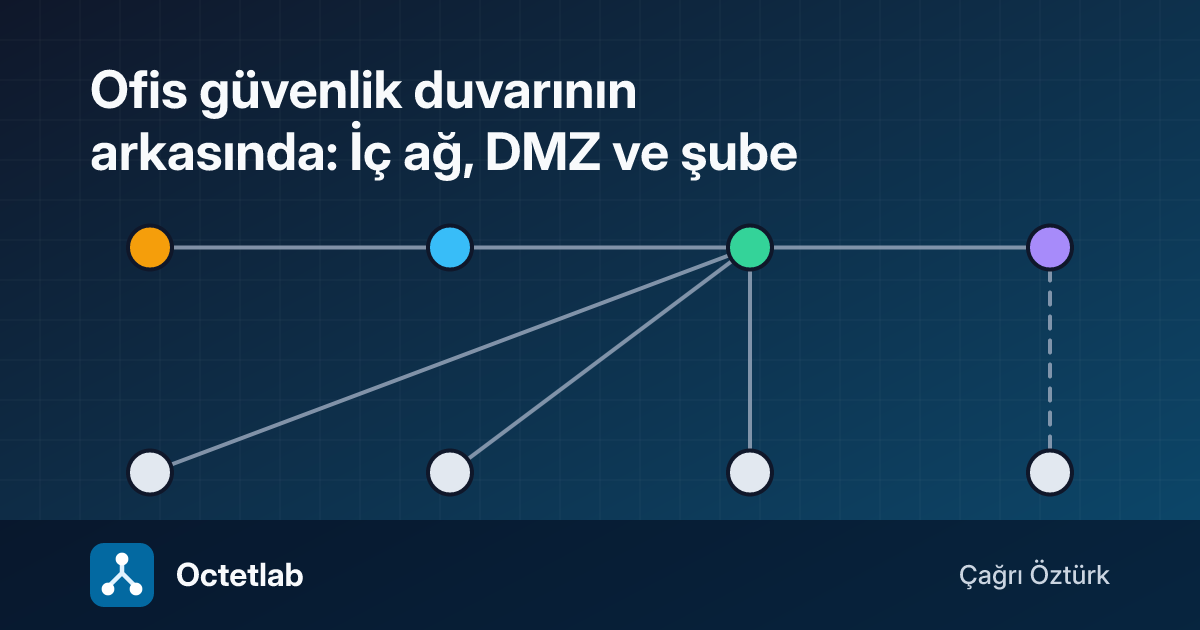 Ofis güvenlik duvarının
arkasında: İç ağ, DMZ ve şube
Octetlab
Çağrı Öztürk